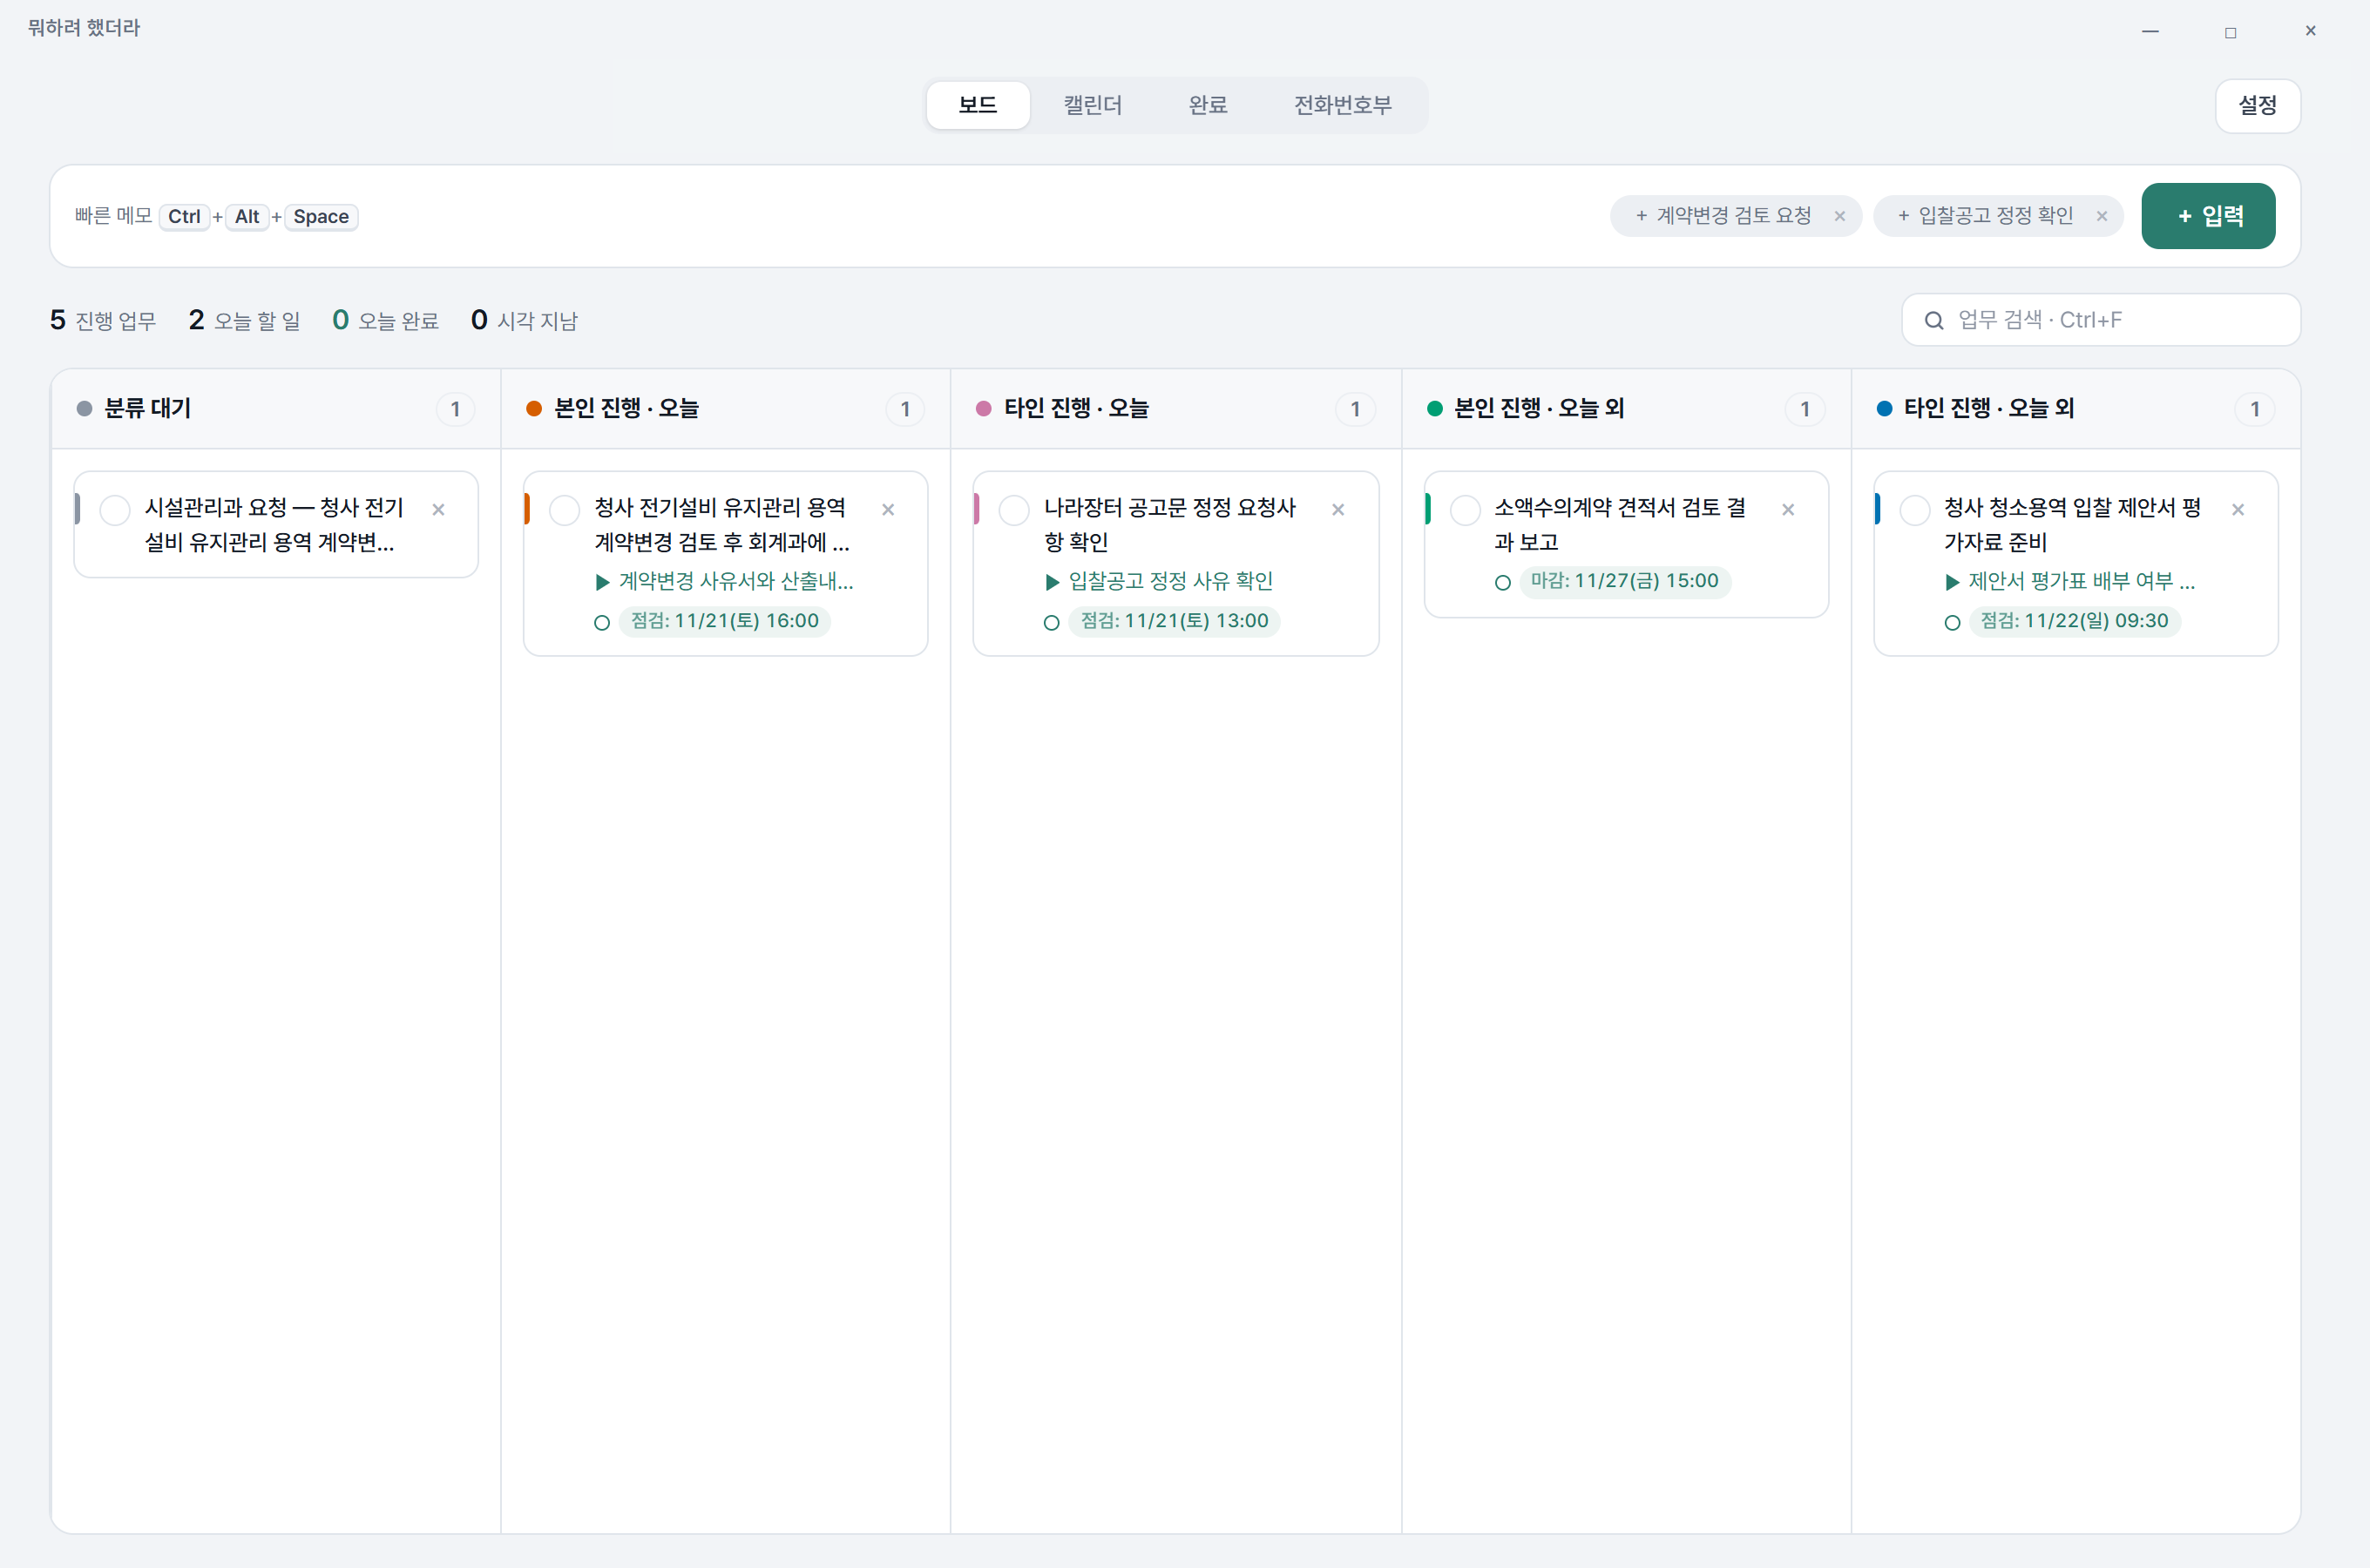 뭐하려 했더라
보드 캘린더 완료 전화번호부
설정
빠른 메모 Ctrl+Alt+Space
+ 계약변경 검토 요청 ×
+ 입찰공고 정정 확인 ×
+ 입력
5 진행 업무 2 오늘 할 일 0 오늘 완료 0 시각 지남
업무 검색 · Ctrl+F
분류 대기 1
시설관리과 요청 — 청사 전기
설비 유지관리 용역 계약변...
본인 진행 · 오늘 1
청사 전기설비 유지관리 용역
계약변경 검토 후 회계과에 ...
▶ 계약변경 사유서와 산출내...
점검: 11/21(토) 16:00
타인 진행 · 오늘 1
나라장터 공고문 정정 요청사
항 확인
▶ 입찰공고 정정 사유 확인
점검: 11/21(토) 13:00
본인 진행 · 오늘 외 1
소액수의계약 견적서 검토 결
과 보고
마감: 11/27(금) 15:00
타인 진행 · 오늘 외 1
청사 청소용역 입찰 제안서 평
가자료 준비
▶ 제안서 평가표 배부 여부 ...
점검: 11/22(일) 09:30